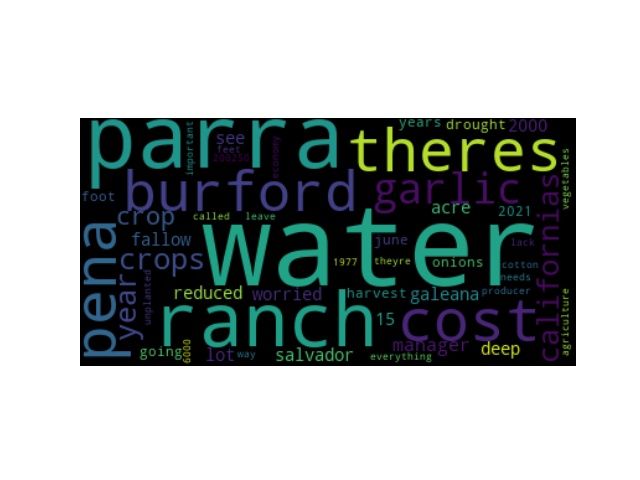 parra
important
see
feet
200256
economy
years
drought
2000
theres
foot
burford
garlic
californias
vegetables
crop
called
leave
acre
2021
pena
fallow
water
june
lack
crops
1977
theyre
onions
cotton
needs
year
unplanted
reduced
worried
harvest
galeana
producer
ranch
15
cost
agriculture
going
6000
lot
way
salvador
everything
manager
deep